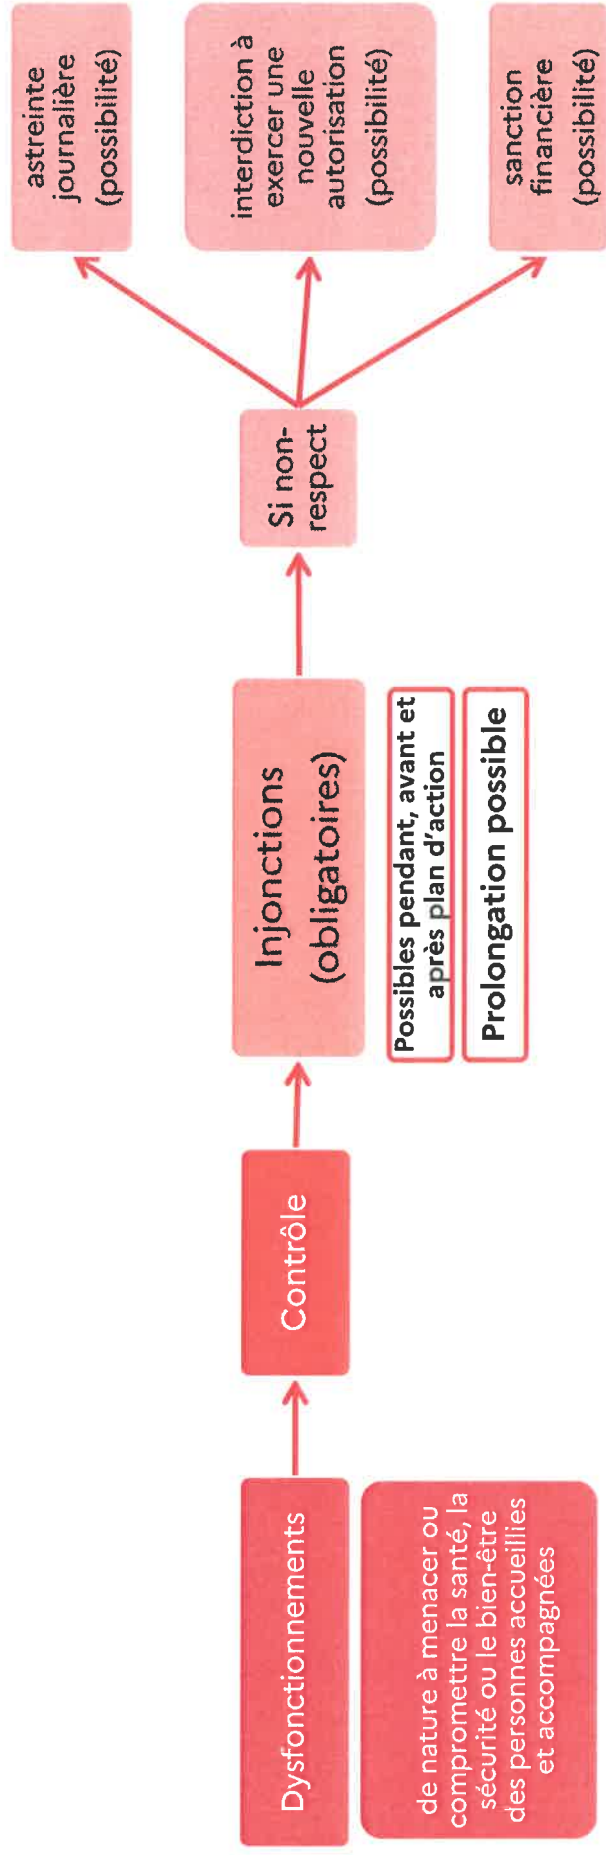 Dysfonctionnements
de nature à menacer ou
compromettre la santé, la
sécurité ou le bien-être
des personnes accueillies
et accompagnées
Contrôle
Injonctions
(obligatoires)
Possibles pendant, avant et
après plan d'action
Prolongation possible
Si non-
respect
astreinte
journalière
(possibilité)
interdiction à
exercer une
nouvelle
autorisation
(possibilité)
sanction
financière
(possibilité)